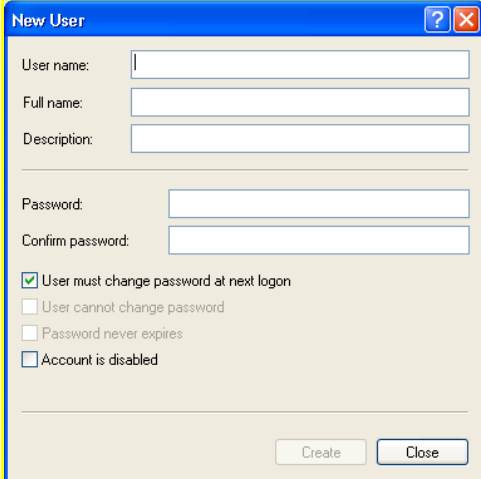 New User
User name:
Full name:
Description:
Password:
Confirm password:
User must change password at next logon
User cannot change password
Password never expires
Account is disabled
Create Close